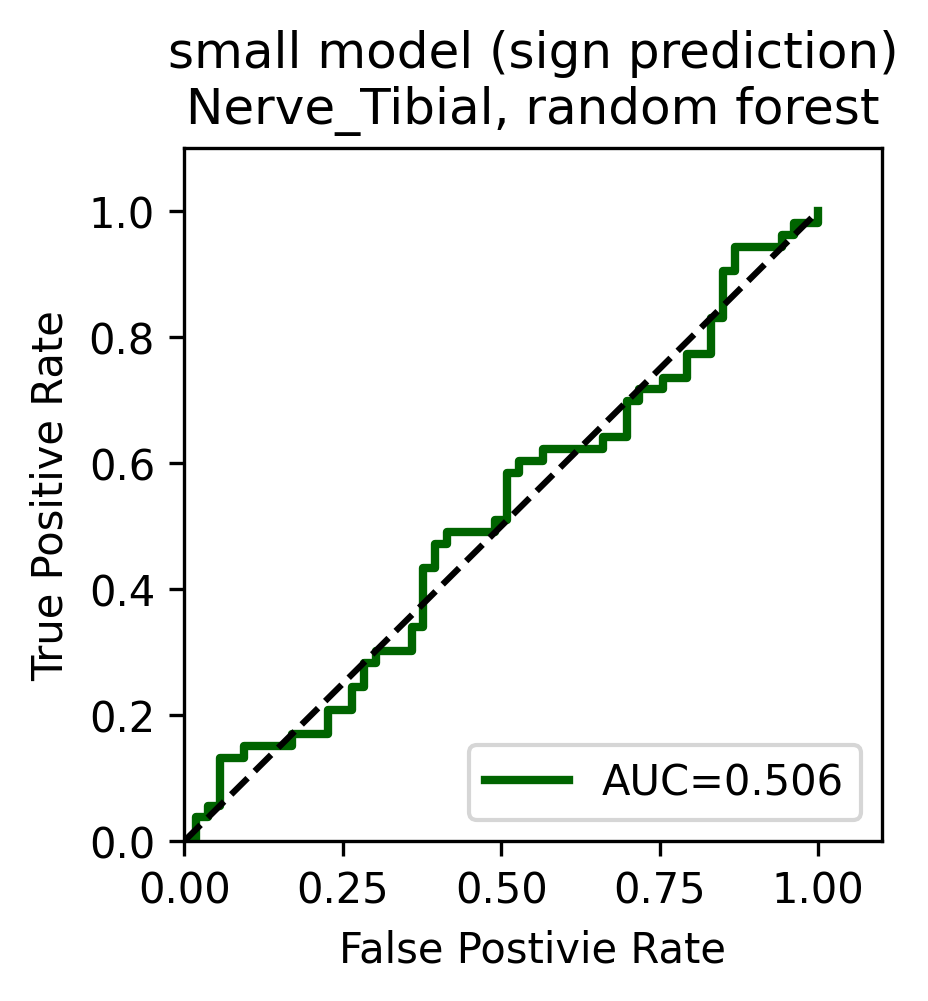 small model (sign prediction)
Nerve_Tibial, random forest
True Positive Rate
1.0
0.8
0.6
0.4
0.2
0.0
AUC=0.506
0.00 0.25 0.50 0.75 1.00
False Postivie Rate